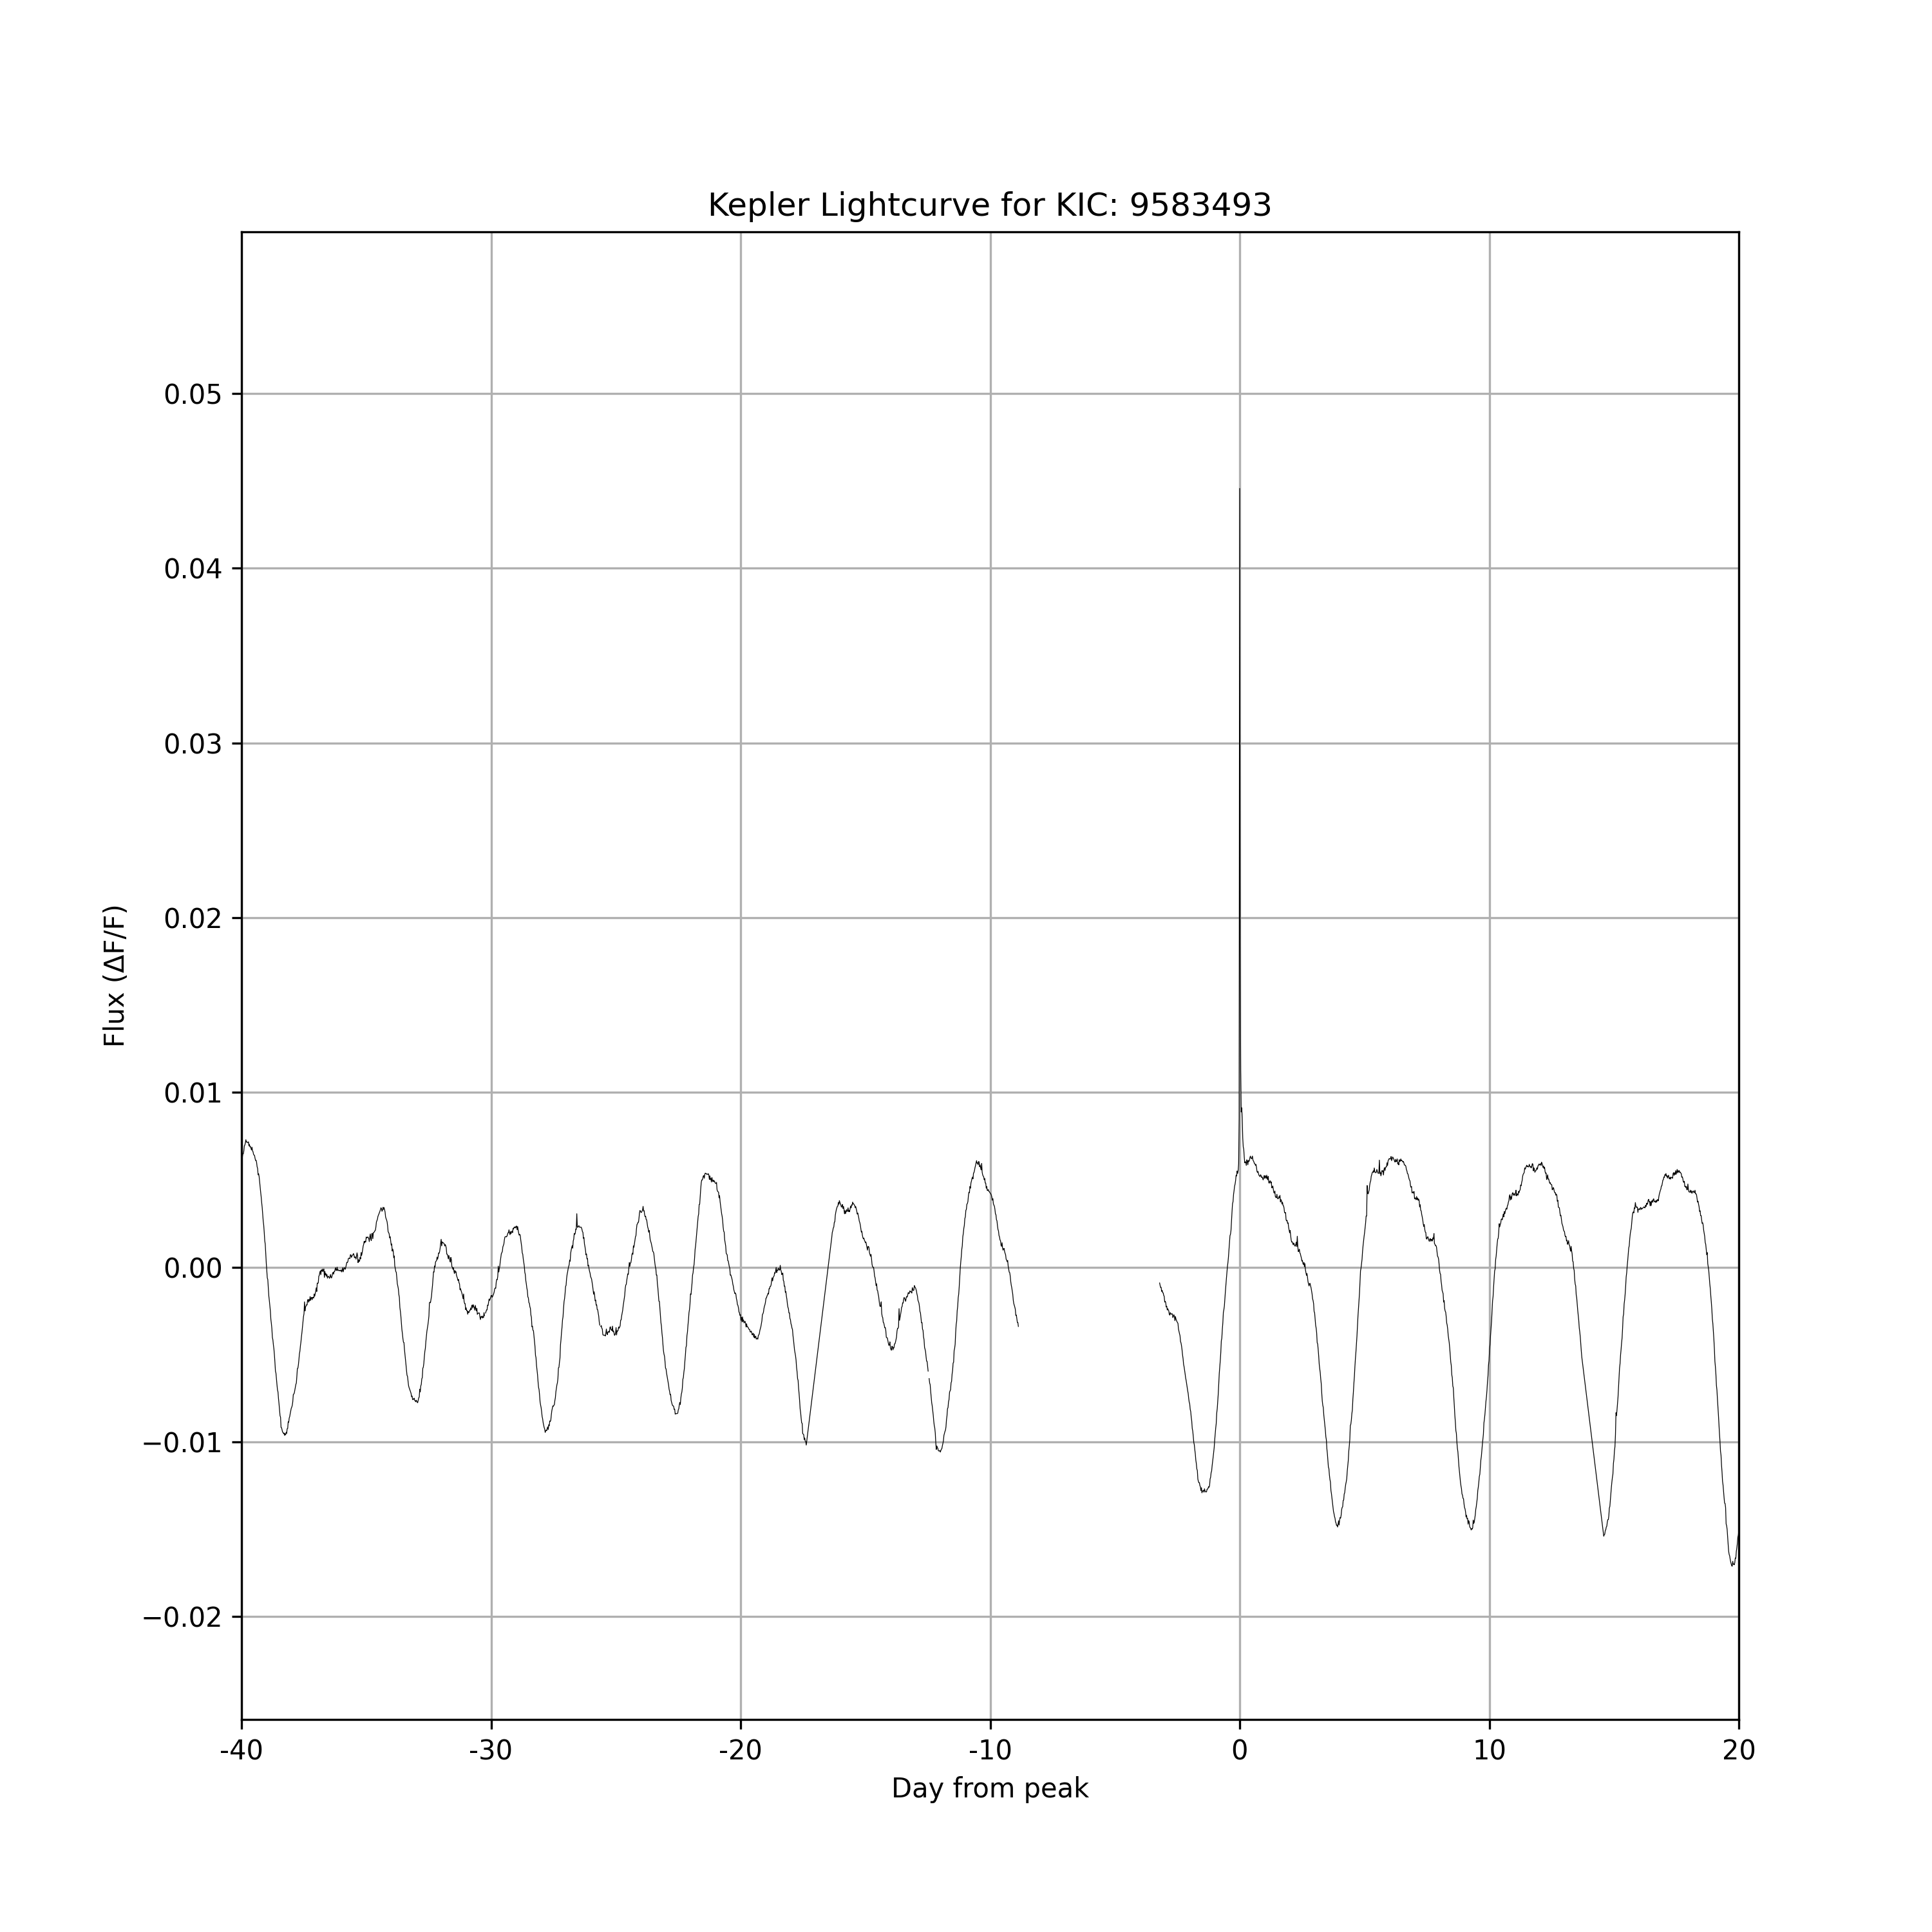 Kepler Lightcurve for KIC: 9583493
0.05
0.04
0.03
0.02
0.01
0.00
−0.01
−0.02
Flux (ΔF/F)
-40 -30 -20 -10 0 10 20
Day from peak